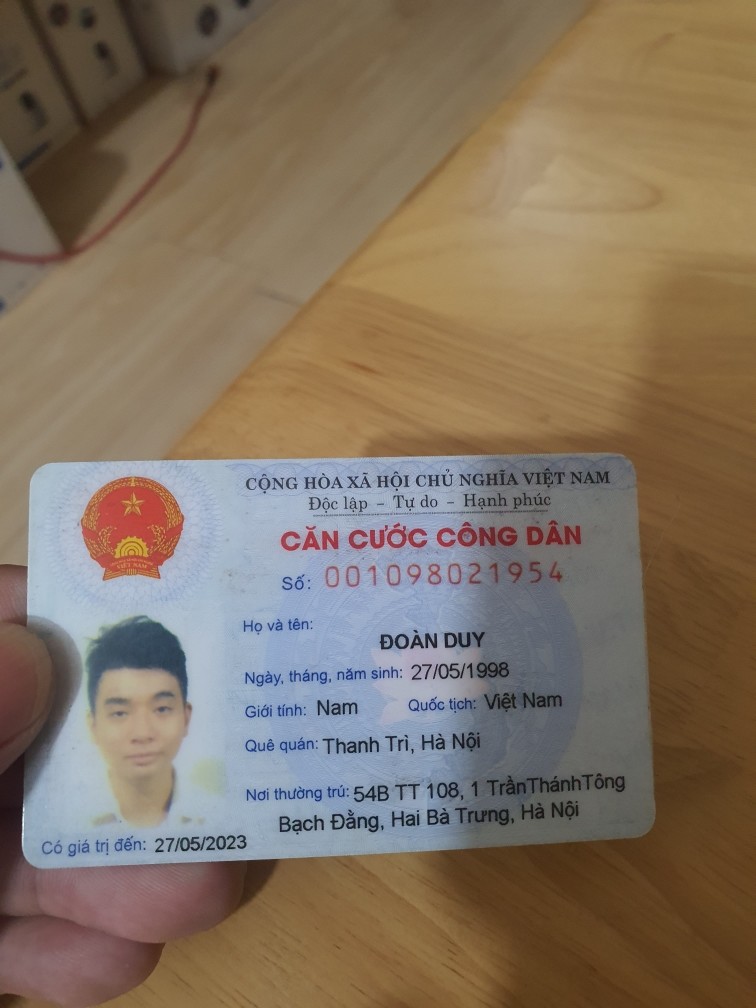 CỘNG HÒA XÃ HỘI CHỦ NGHĨA VIỆT NAM
Độc lập - Tự do - Hạnh phúc
CĂN CƯỚC CÔNG DÂN
Số: 001098021954
Họ và tên:
ĐOÀN DUY
Ngày, tháng, năm sinh: 27/05/1998
Giới tính: Nam Quốc tịch: Việt Nam
Quê quán: Thanh Trì, Hà Nội
Nơi thường trú: 54B TT 108, 1 TrầnThánhTông
Bạch Đằng, Hai Bà Trưng, Hà Nội
Có giá trị đến: 27/05/2023
VIỆT NAM